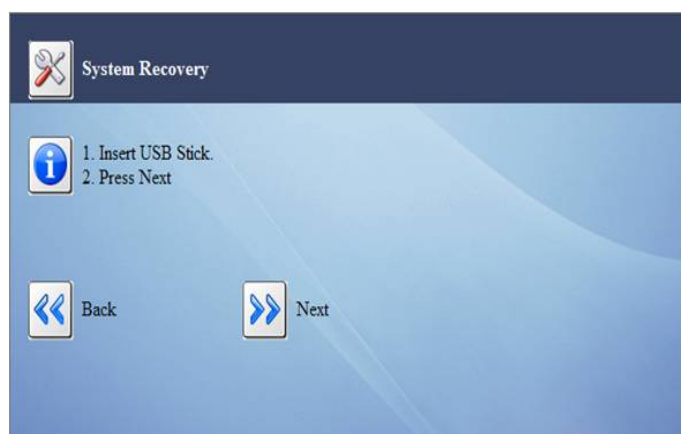 System Recovery
1. Insert USB Stick.
2. Press Next
Back
Next